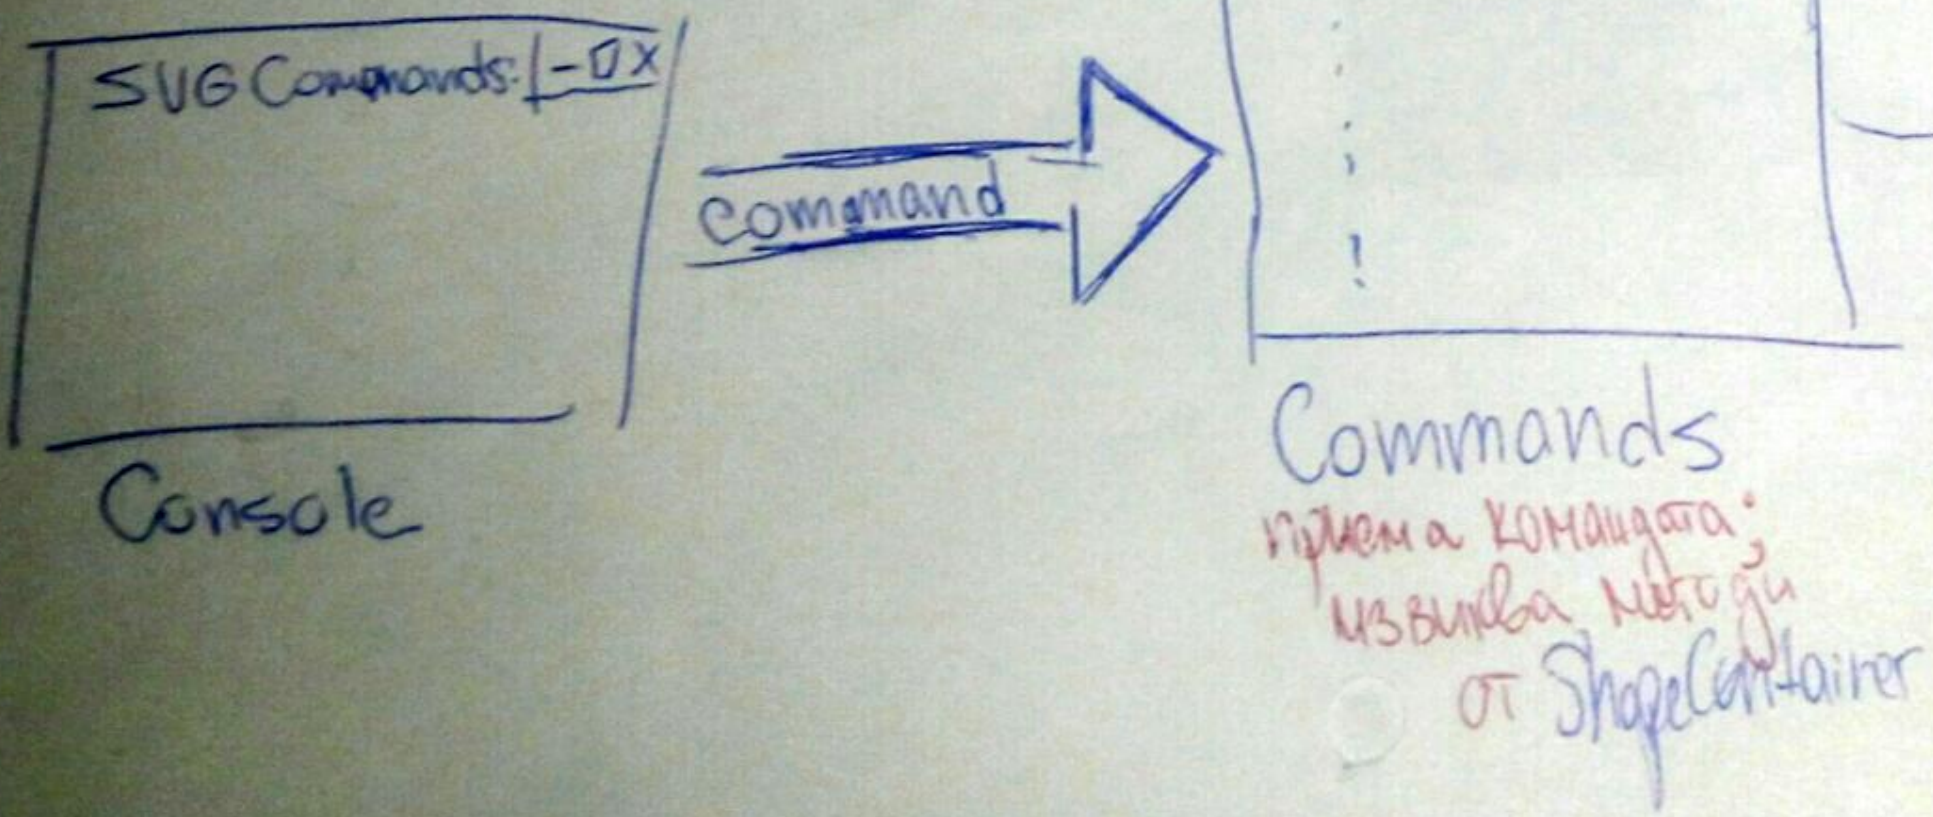 SVG Commands: -□X
command
Console
Commands
приема командата;
извиква методи
от ShapeContainer